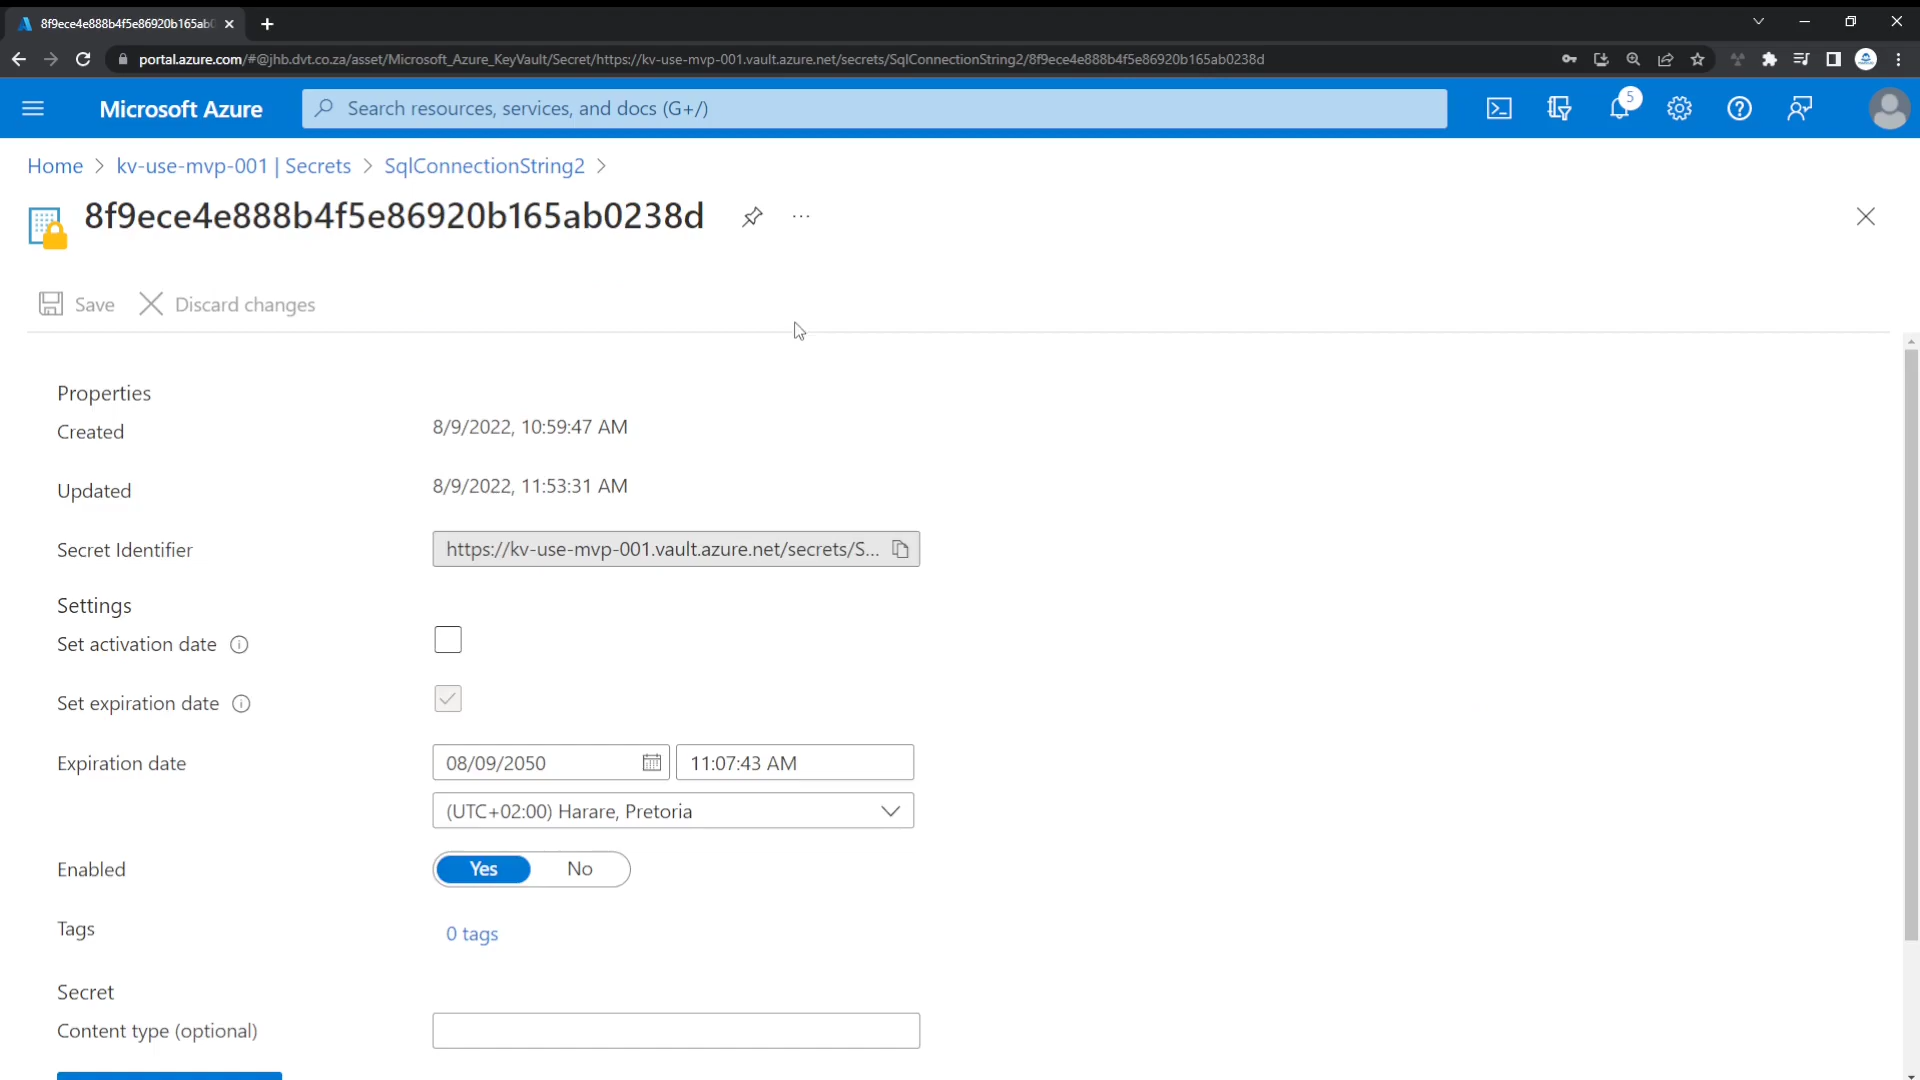 8f9ece4e888b4f5e86920b165ab0
portal.azure.com/#@jhb.dvt.co.za/asset/Microsoft_Azure_KeyVault/Secret/https://kv-use-mvp-001.vault.azure.net/secrets/SqlConnectionString2/8f9ece4e888b4f5e86920b165ab0238d
Microsoft Azure
Search resources, services, and docs (G+/)
5
Home > kv-use-mvp-001 | Secrets > SqlConnectionString2 >
8f9ece4e888b4f5e86920b165ab0238d
Save
Discard changes
Properties
Created
8/9/2022, 10:59:47 AM
Updated
8/9/2022, 11:53:31 AM
Secret Identifier
https://kv-use-mvp-001.vault.azure.net/secrets/S...
Settings
Set activation date
Set expiration date
Expiration date
08/09/2050
11:07:43 AM
(UTC+02:00) Harare, Pretoria
Enabled
Yes
No
Tags
0 tags
Secret
Content type (optional)